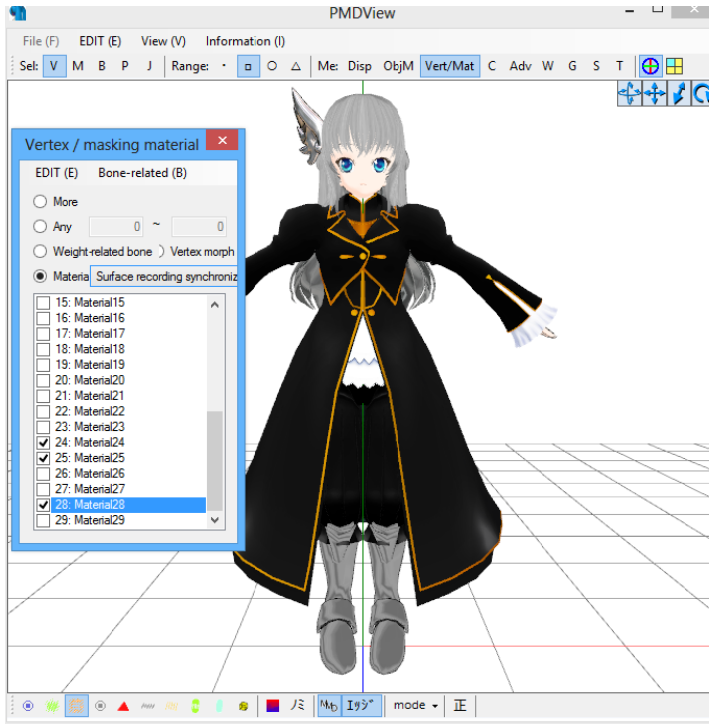 PMDView
File (F) EDIT (E) View (V) Information (I)
Sel: V M B P J Range: Me: Disp ObjM Vert/Mat C Adv W G S T
Vertex / masking material
EDIT (E) Bone-related (B)
More
Any 0 ~ 0
Weight-related bone Vertex morph
Materia Surface recording synchroniz
15: Material15
16: Material16
17: Material17
18: Material18
19: Material19
20: Material20
21: Material21
22: Material22
23: Material23
24: Material24
25: Material25
26: Material26
27: Material27
28: Material28
29: Material29
ノミ エッジ mode 正